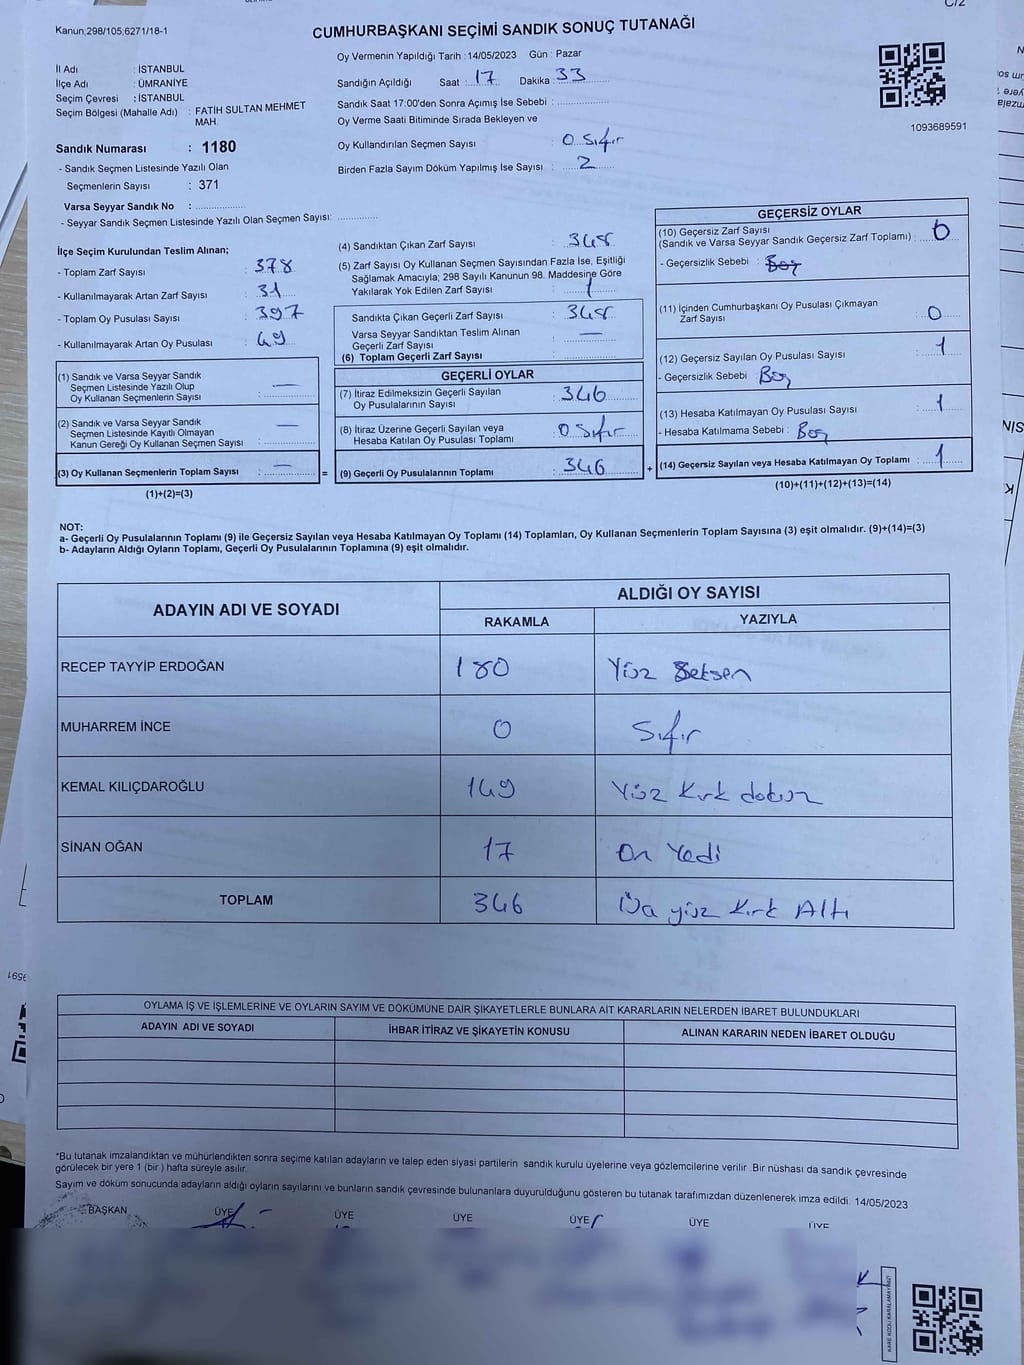 C/2
Kanun;298/105;6271/18-1
CUMHURBAŞKANI SEÇİMİ SANDIK SONUÇ TUTANAĞI
Oy Vermenin Yapıldığı Tarih : 14/05/2023 Gün : Pazar
İl Adı : İSTANBUL
İlçe Adı : ÜMRANİYE
Seçim Çevresi : İSTANBUL
Seçim Bölgesi (Mahalle Adı) : FATİH SULTAN MEHMET
MAH.
Sandığın Açıldığı Saat : 17 Dakika : 33
Sandık Saat 17:00'den Sonra Açımış İse Sebebi :
Oy Verme Saati Bitiminde Sırada Bekleyen ve
Oy Kullandırılan Seçmen Sayısı : 0 Sıfır
Birden Fazla Sayım Döküm Yapılmış İse Sayısı : 2
1093689591
Sandık Numarası : 1180
- Sandık Seçmen Listesinde Yazılı Olan
Seçmenlerin Sayısı : 371
Varsa Seyyar Sandık No :
- Seyyar Sandık Seçmen Listesinde Yazılı Olan Seçmen Sayısı:
İlçe Seçim Kurulundan Teslim Alınan;
- Toplam Zarf Sayısı : 378
- Kullanılmayarak Artan Zarf Sayısı : 31
- Toplam Oy Pusulası Sayısı : 397
- Kullanılmayarak Artan Oy Pusulası : 49
(1) Sandık ve Varsa Seyyar Sandık
Seçmen Listesinde Yazılı Olup
Oy Kullanan Seçmenlerin Sayısı : —
(2) Sandık ve Varsa Seyyar Sandık
Seçmen Listesinde Kayıtlı Olmayan
Kanun Gereği Oy Kullanan Seçmen Sayısı : —
(3) Oy Kullanan Seçmenlerin Toplam Sayısı : — =
(1)+(2)=(3)
(4) Sandıktan Çıkan Zarf Sayısı : 348
(5) Zarf Sayısı Oy Kullanan Seçmen Sayısından Fazla İse, Eşitliği
Sağlamak Amacıyla; 298 Sayılı Kanunun 98. Maddesine Göre
Yakılarak Yok Edilen Zarf Sayısı : 1
Sandıkta Çıkan Geçerli Zarf Sayısı : 348
Varsa Seyyar Sandıktan Teslim Alınan
Geçerli Zarf Sayısı : —
(6) Toplam Geçerli Zarf Sayısı :
GEÇERLİ OYLAR
(7) İtiraz Edilmeksizin Geçerli Sayılan
Oy Pusulalarının Sayısı : 346
(8) İtiraz Üzerine Geçerli Sayılan veya
Hesaba Katılan Oy Pusulası Toplamı : 0 Sıfır
(9) Geçerli Oy Pusulalarının Toplamı : 346 +
GEÇERSİZ OYLAR
(10) Geçersiz Zarf Sayısı
(Sandık ve Varsa Seyyar Sandık Geçersiz Zarf Toplamı) : 0
- Geçersizlik Sebebi : Boş
(11) İçinden Cumhurbaşkanı Oy Pusulası Çıkmayan
Zarf Sayısı : 0
(12) Geçersiz Sayılan Oy Pusulası Sayısı : 1
- Geçersizlik Sebebi : Boş
(13) Hesaba Katılmayan Oy Pusulası Sayısı : 1
- Hesaba Katılmama Sebebi : Boş
(14) Geçersiz Sayılan veya Hesaba Katılmayan Oy Toplamı : 1
(10)+(11)+(12)+(13)=(14)
NOT:
a- Geçerli Oy Pusulalarının Toplamı (9) ile Geçersiz Sayılan veya Hesaba Katılmayan Oy Toplamı (14) Toplamları, Oy Kullanan Seçmenlerin Toplam Sayısına (3) eşit olmalıdır. (9)+(14)=(3)
b- Adayların Aldığı Oyların Toplamı, Geçerli Oy Pusulalarının Toplamına (9) eşit olmalıdır.
ADAYIN ADI VE SOYADI
ALDIĞI OY SAYISI
RAKAMLA YAZIYLA
RECEP TAYYİP ERDOĞAN 180 Yüz Seksen
MUHARREM İNCE 0 Sıfır
KEMAL KILIÇDAROĞLU 149 Yüz Kırk dokuz
SİNAN OĞAN 17 On Yedi
TOPLAM 346 yüz Kırk Altı
OYLAMA İŞ VE İŞLEMLERİNE VE OYLARIN SAYIM VE DÖKÜMÜNE DAİR ŞİKAYETLERLE BUNLARA AİT KARARLARIN NELERDEN İBARET BULUNDUKLARI
ADAYIN ADI VE SOYADI İHBAR İTİRAZ VE ŞİKAYETİN KONUSU ALINAN KARARIN NEDEN İBARET OLDUĞU
*Bu tutanak imzalandıktan ve mühürlendikten sonra seçime katılan adayların ve talep eden siyasi partilerin sandık kurulu üyelerine veya gözlemcilerine verilir .Bir nüshası da sandık çevresinde
görülecek bir yere 1 (bir ) hafta süreyle asılır.
Sayım ve döküm sonucunda adayların aldığı oyların sayılarını ve bunların sandık çevresinde bulunanlara duyurulduğunu gösteren bu tutanak tarafımızdan düzenlenerek imza edildi. 14/05/2023
BAŞKAN ÜYE ÜYE ÜYE ÜYE ÜYE ÜYE
KARE KODU KARALAMAYINIZ!